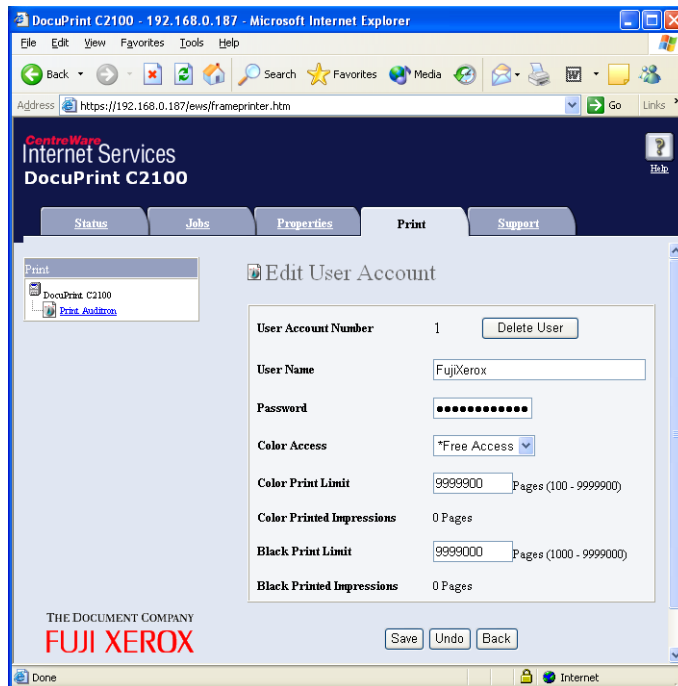 DocuPrint C2100 - 192.168.0.187 - Microsoft Internet Explorer
File Edit View Favorites Tools Help
Back Search Favorites Media
Address https://192.168.0.187/ews/frameprinter.htm Go Links
CentreWare
Internet Services
DocuPrint C2100
Help
Status Jobs Properties Print Support
Print
DocuPrint C2100
Print Auditron
Edit User Account
User Account Number 1 Delete User
User Name FujiXerox
Password ●●●●●●●●●●●●
Color Access *Free Access
Color Print Limit 9999900 Pages (100 - 9999900)
Color Printed Impressions 0 Pages
Black Print Limit 9999000 Pages (1000 - 9999000)
Black Printed Impressions 0 Pages
THE DOCUMENT COMPANY
FUJI XEROX
Save Undo Back
Done Internet